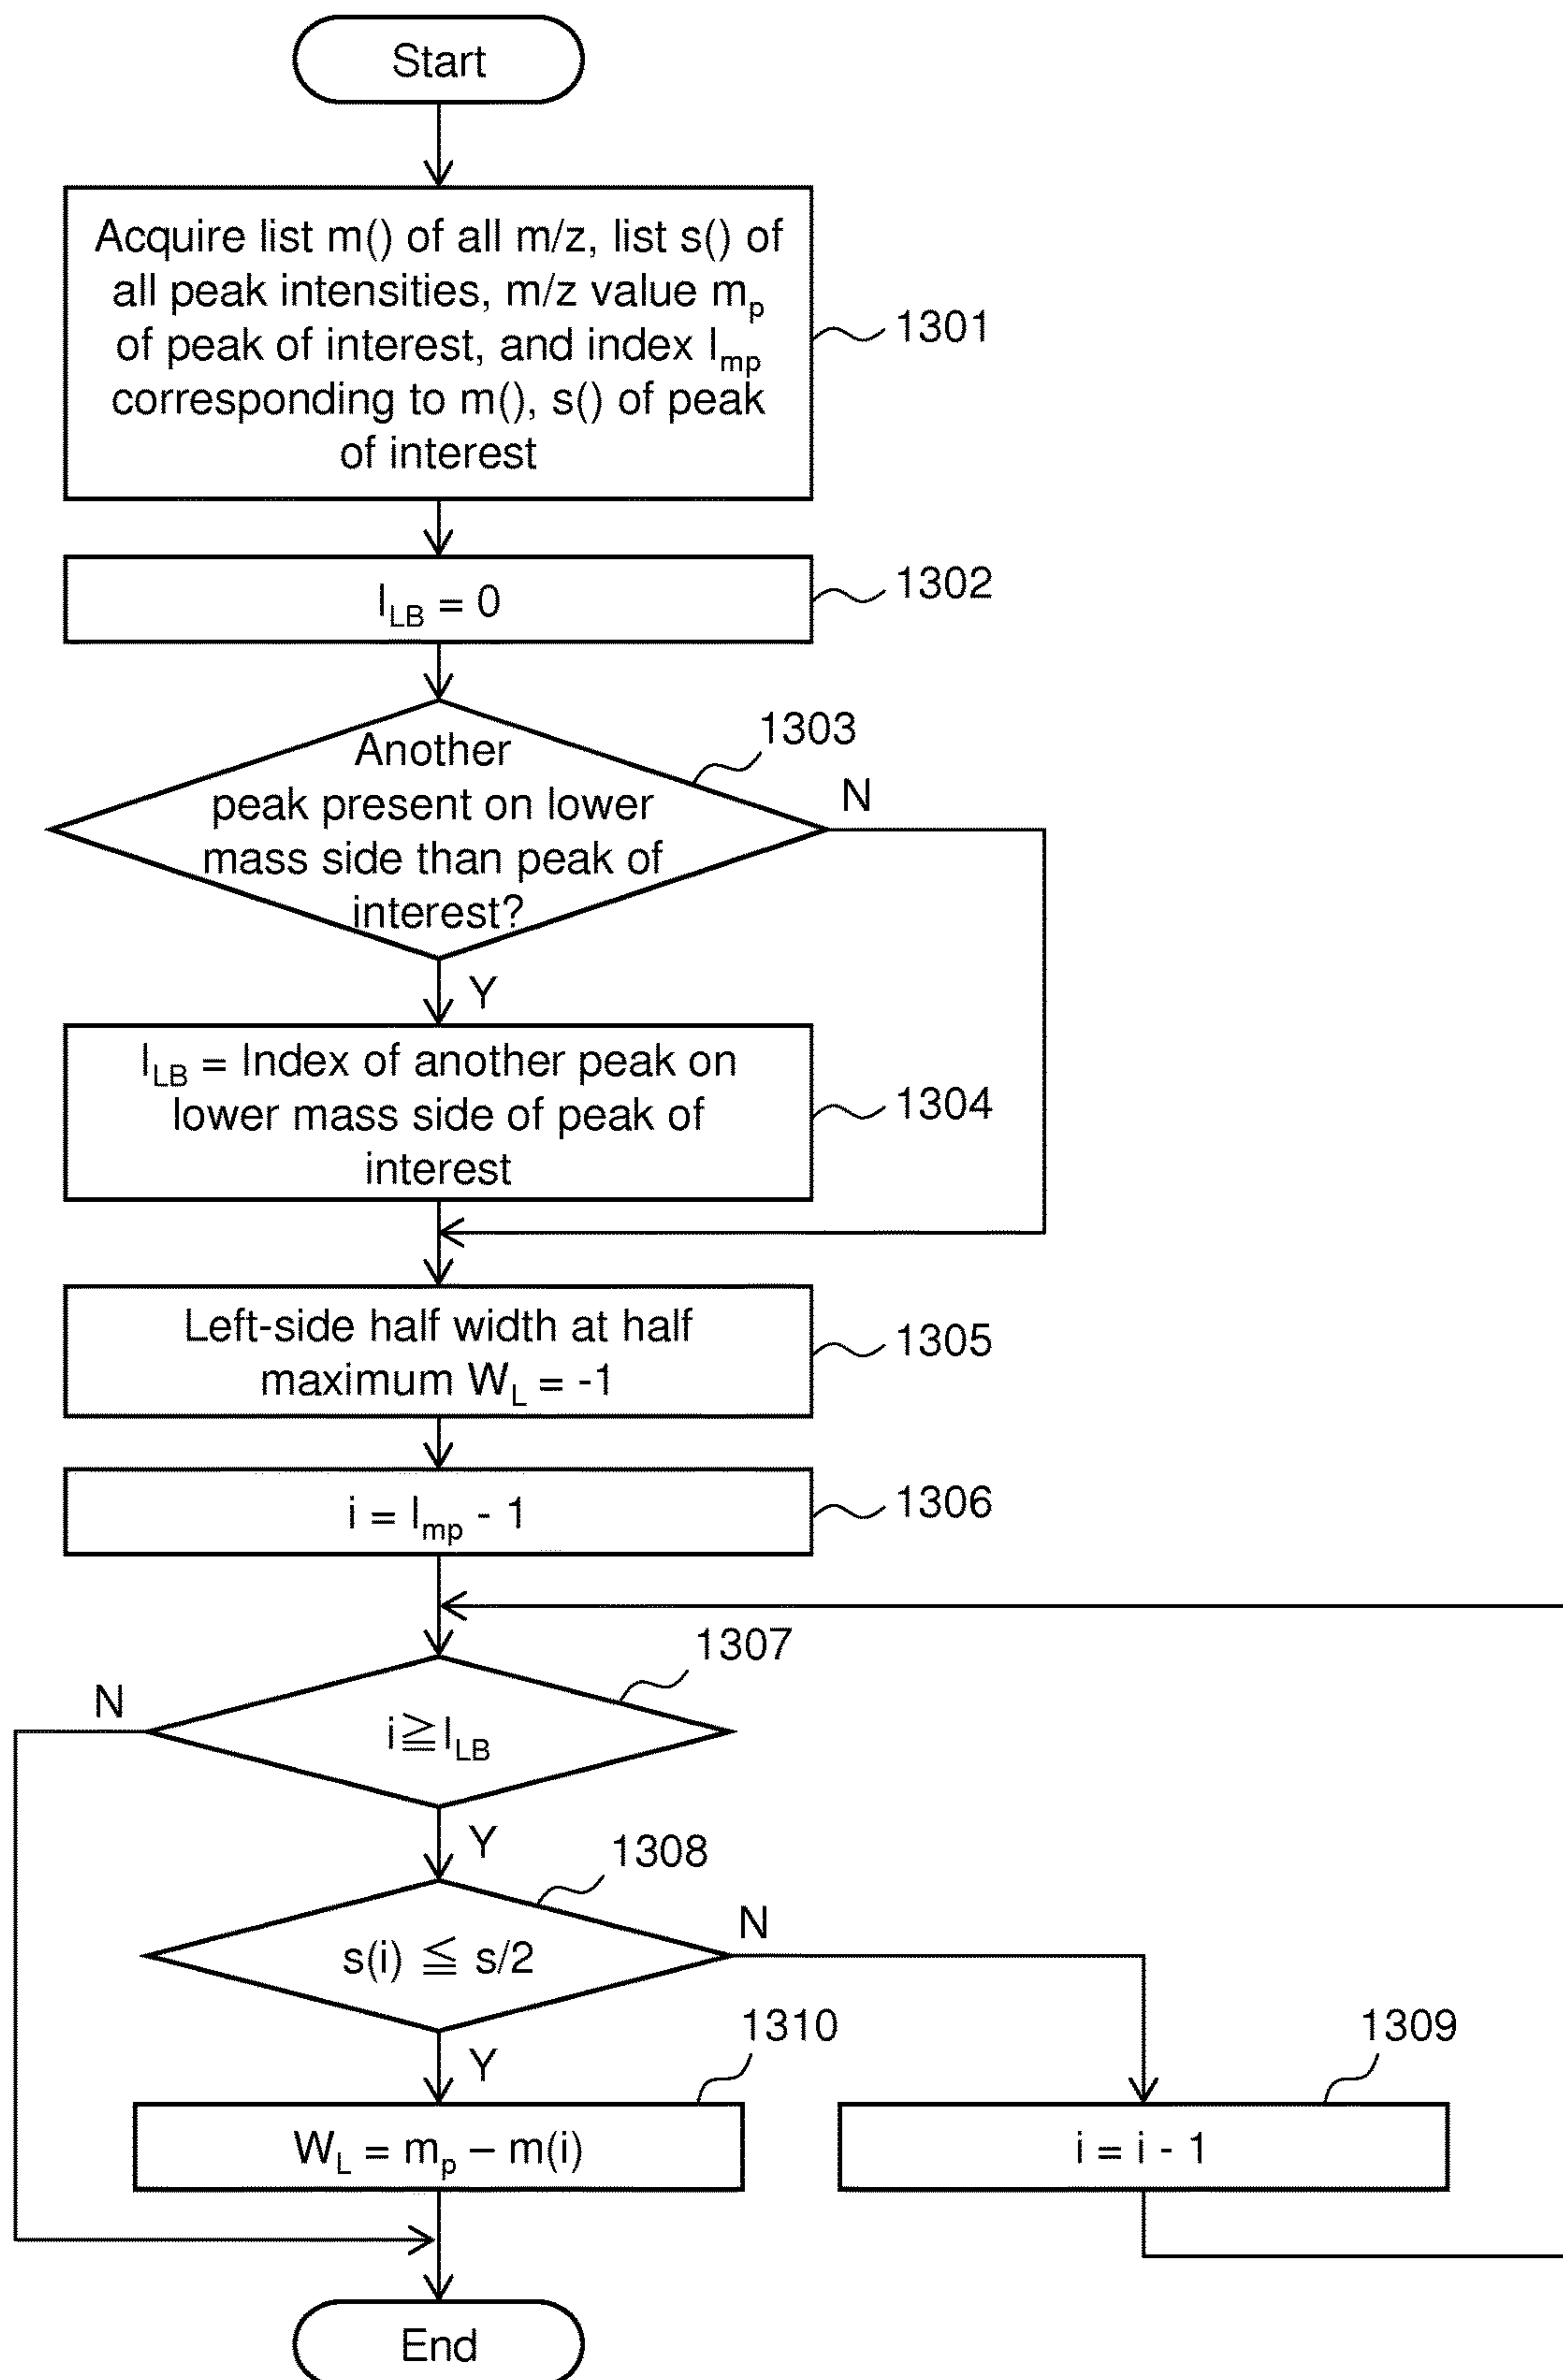 Start
Acquire list m() of all m/z, list s() of
all peak intensities, m/z value mp
of peak of interest, and index Imp
corresponding to m(), s() of peak
of interest
1301
ILB = 0
1302
1303
Another
peak present on lower
mass side than peak of
interest?
N
Y
ILB = Index of another peak on
lower mass side of peak of
interest
1304
Left-side half width at half
maximum WL = -1
1305
i = Imp - 1
1306
1307
N
i≧ILB
Y
1308
N
s(i) ≦ s/2
1310
1309
Y
WL = mp – m(i)
i = i - 1
End